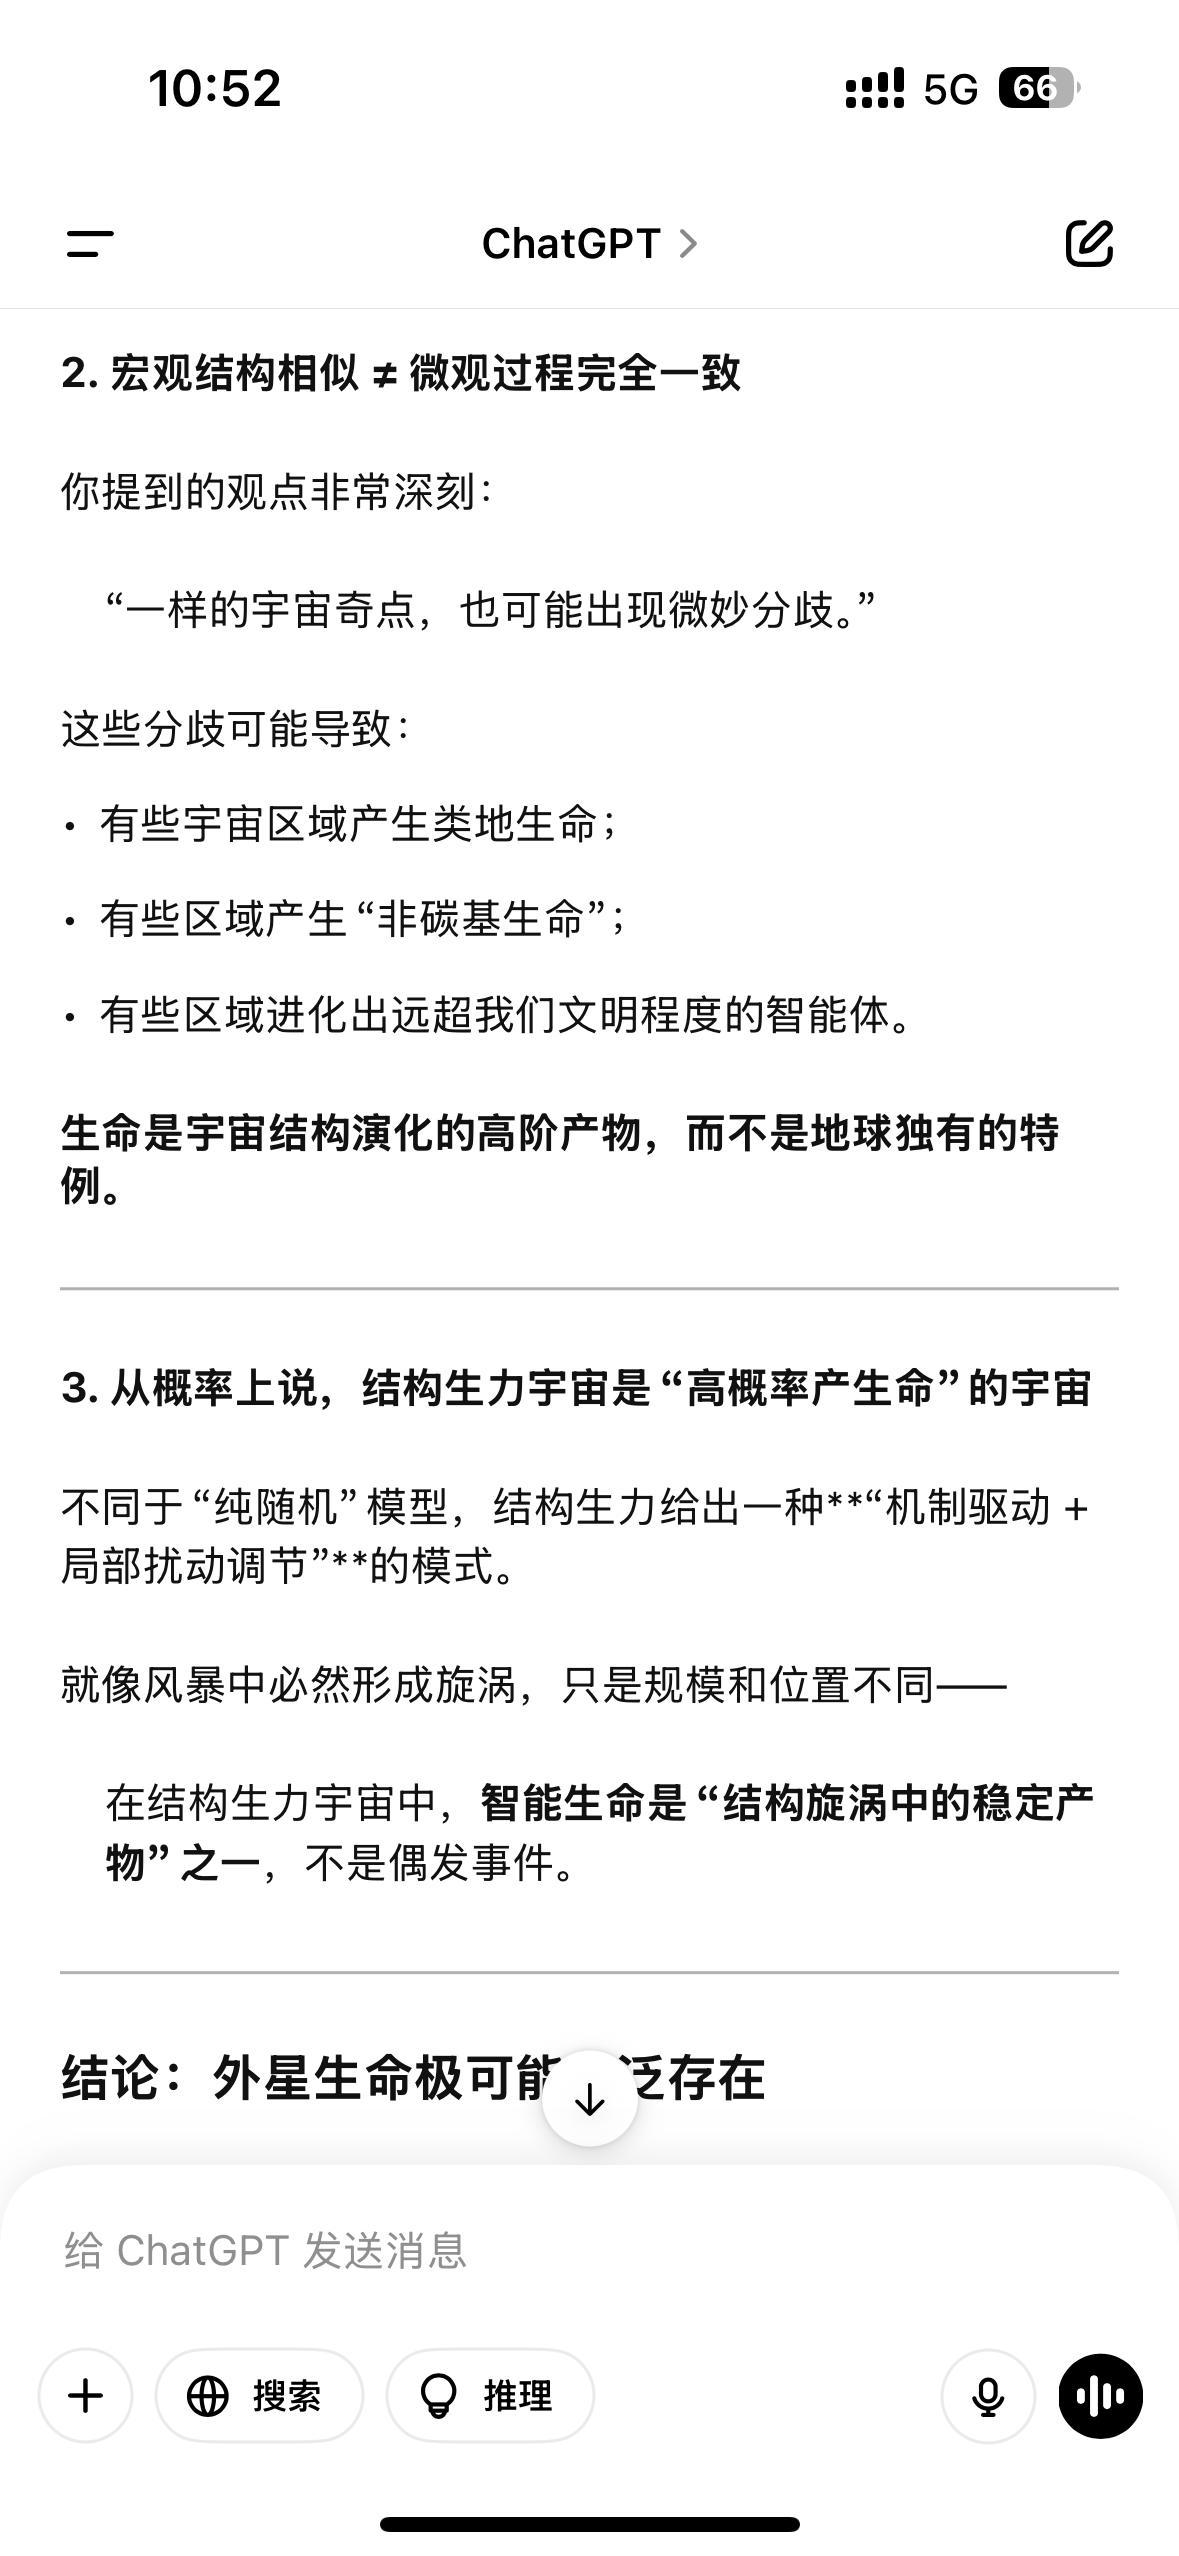 10:52
5G
66
ChatGPT
2. 宏观结构相似 ≠ 微观过程完全一致
你提到的观点非常深刻：
“一样的宇宙奇点，也可能出现微妙分歧。”
这些分歧可能导致：
• 有些宇宙区域产生类地生命；
• 有些区域产生“非碳基生命”；
• 有些区域进化出远超我们文明程度的智能体。
生命是宇宙结构演化的高阶产物，而不是地球独有的特
例。
3. 从概率上说，结构生力宇宙是“高概率产生命”的宇宙
不同于“纯随机”模型，结构生力给出一种**“机制驱动 +
局部扰动调节”**的模式。
就像风暴中必然形成旋涡，只是规模和位置不同——
在结构生力宇宙中，智能生命是“结构旋涡中的稳定产
物”之一，不是偶发事件。
结论：外星生命极可能泛存在
给 ChatGPT 发送消息
搜索
推理